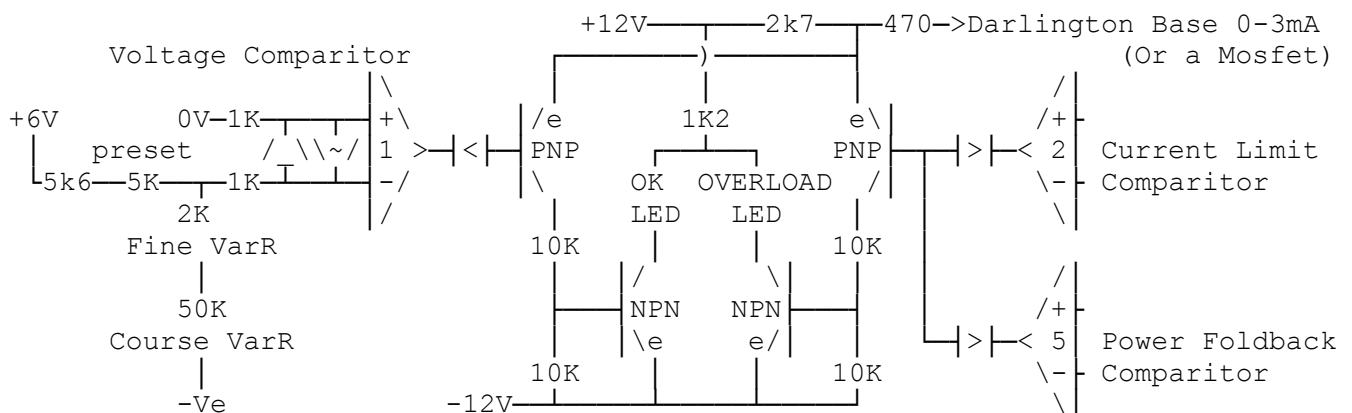 +12V 2k7 470 >Darlington Base 0-3mA
Voltage Comparitor ) (Or a Mosfet)
|\ /
+6V 0V 1K +\ /e 1K2 e\ /+
preset /_\ \~/ 1 > < PNP PNP > < 2 Current Limit
5k6 5K 1K -/ \ OK OVERLOAD / \- Comparitor
2K / LED LED \
Fine VarR 10K 10K
/ \ /
50K NPN NPN /+
Course VarR \e e/ > < 5 Power Foldback
10K 10K \- Comparitor
-Ve -12V \